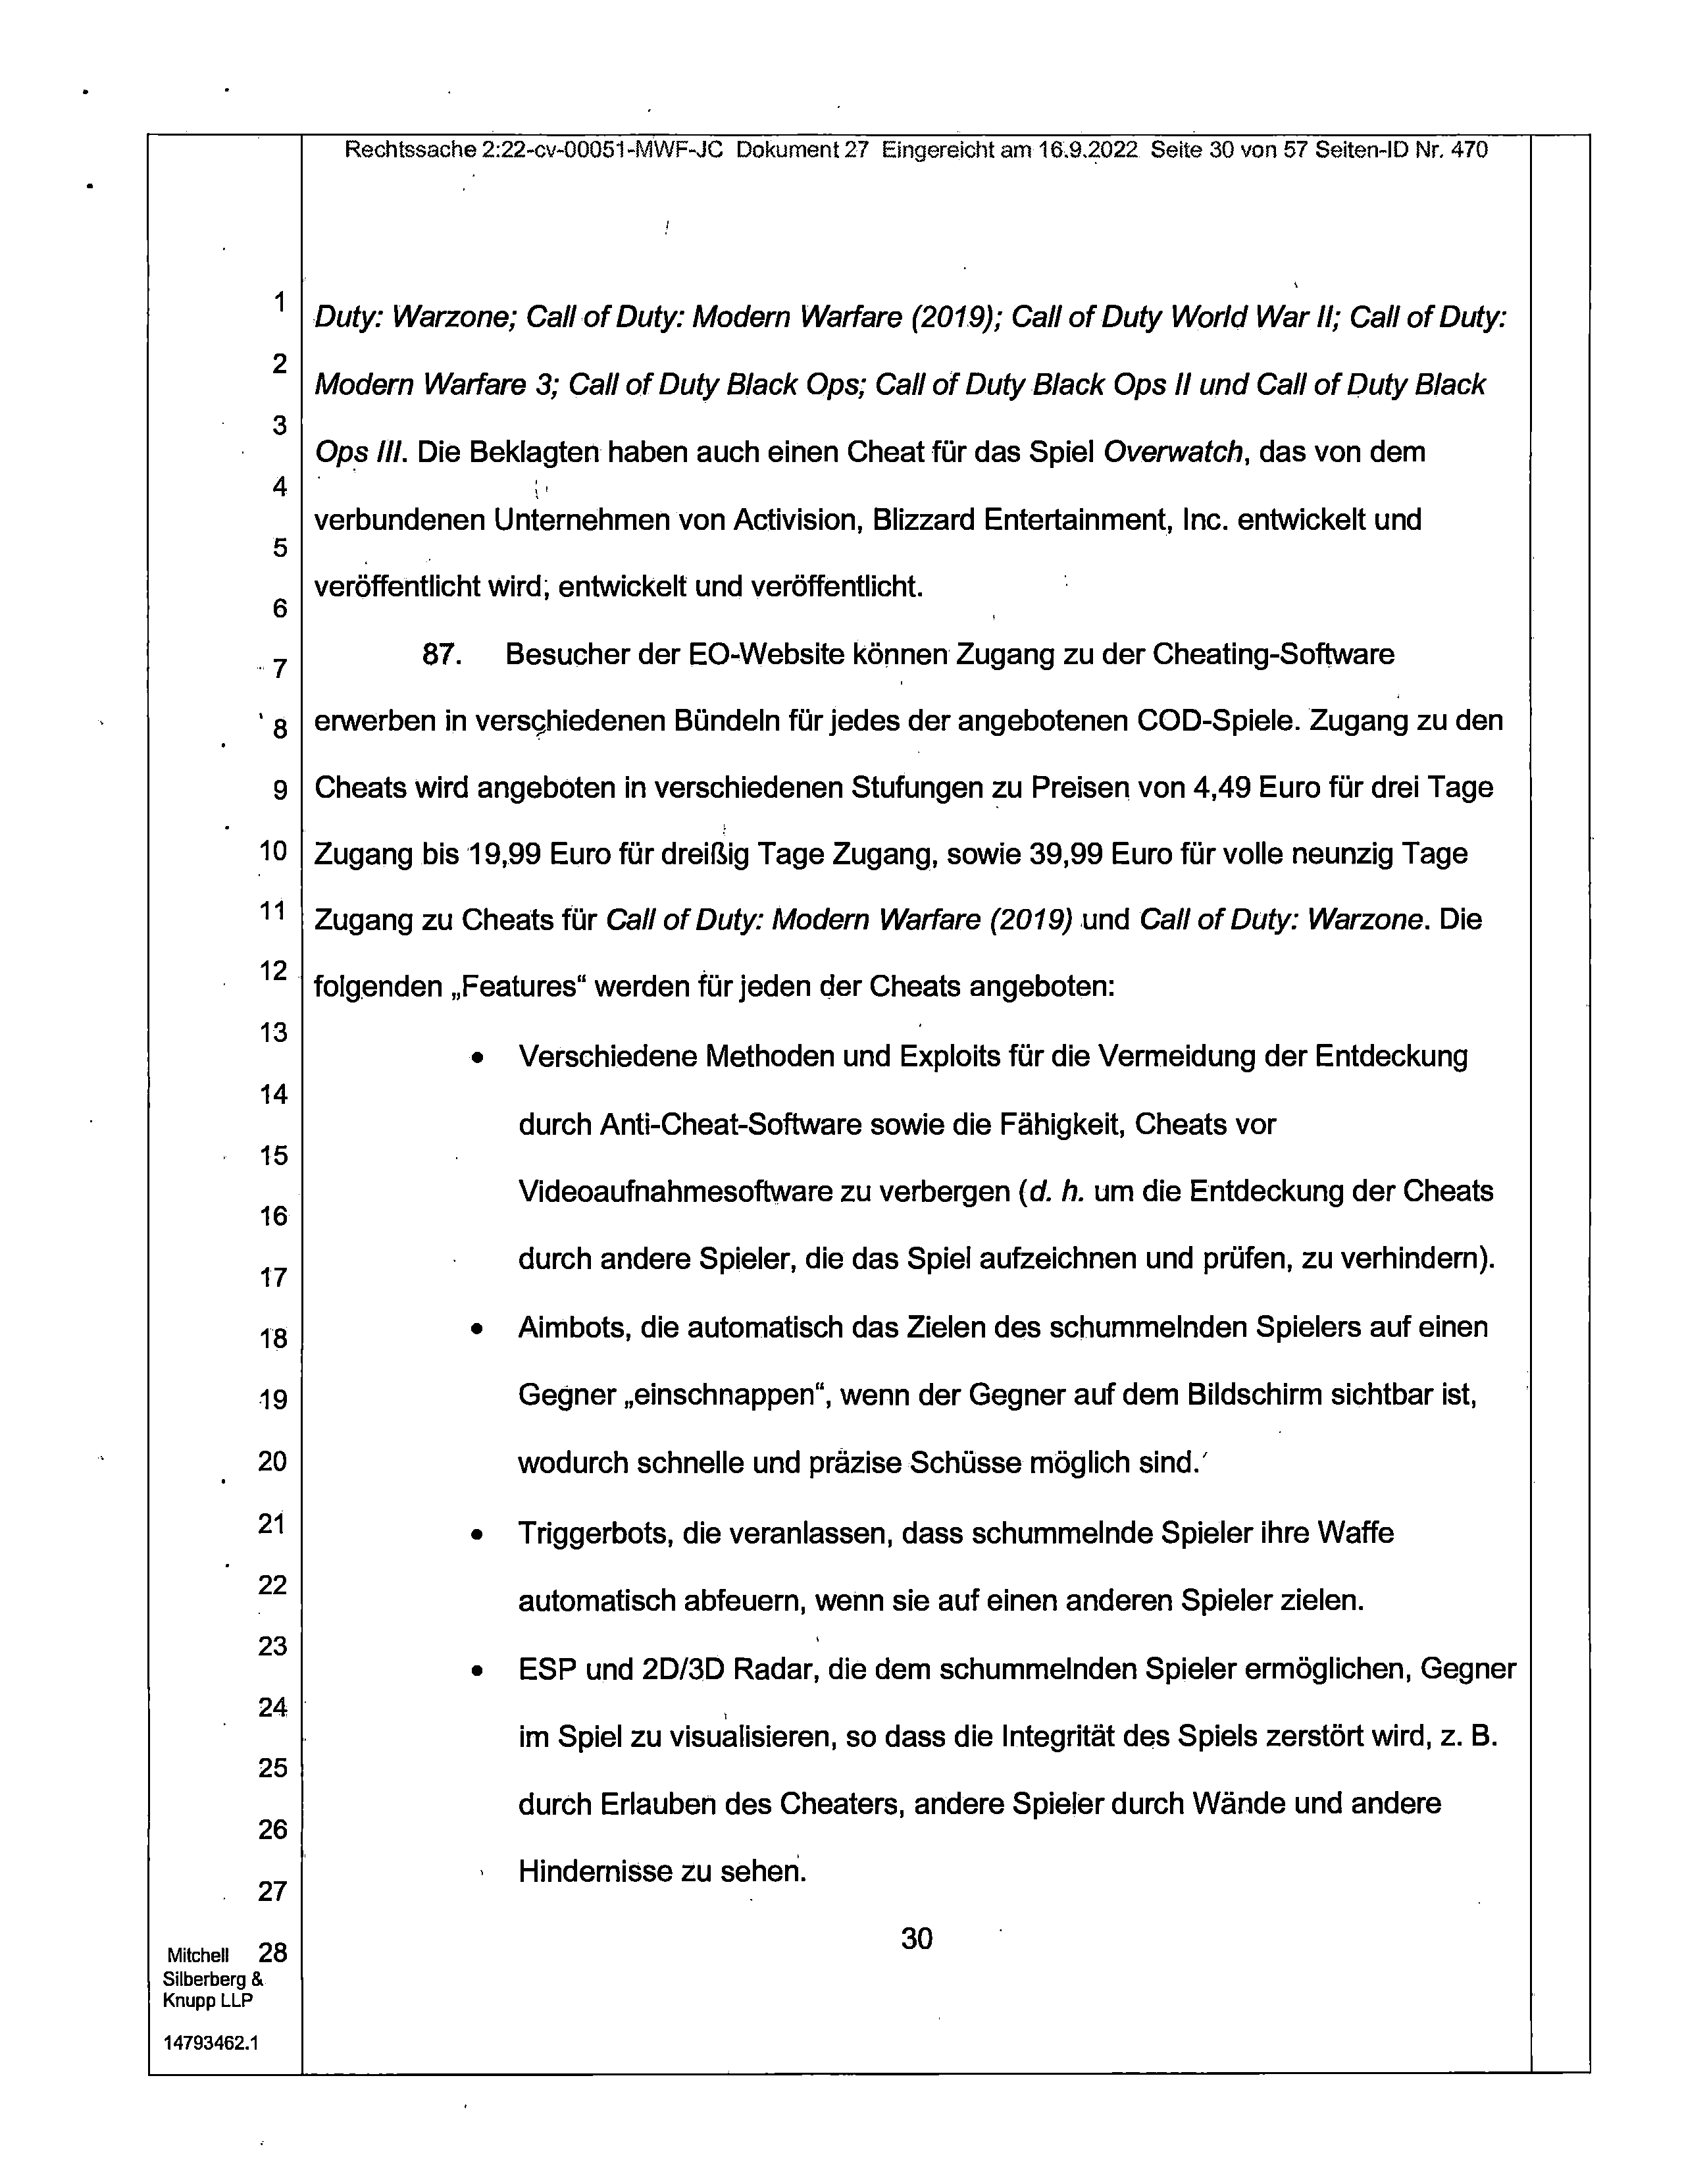 Rechtssache 2:22-cv-00051-MWF-JC Dokument 27 Eingereicht am 16.9.2022 Seite 30 von 57 Seiten-ID Nr. 470
1 Duty: Warzone; Call of Duty: Modern Warfare (2019); Call of Duty World War II; Call of Duty:
2 Modern Warfare 3; Call of Duty Black Ops; Call of Duty Black Ops II und Call of Duty Black
3 Ops III. Die Beklagten haben auch einen Cheat für das Spiel Overwatch, das von dem
4 verbundenen Unternehmen von Activision, Blizzard Entertainment, Inc. entwickelt und
5 veröffentlicht wird, entwickelt und veröffentlicht.
6
7 87. Besucher der EO-Website können Zugang zu der Cheating-Software
8 erwerben in verschiedenen Bündeln für jedes der angebotenen COD-Spiele. Zugang zu den
9 Cheats wird angeboten in verschiedenen Stufungen zu Preisen von 4,49 Euro für drei Tage
10 Zugang bis 19,99 Euro für dreißig Tage Zugang, sowie 39,99 Euro für volle neunzig Tage
11 Zugang zu Cheats für Call of Duty: Modern Warfare (2019) und Call of Duty: Warzone. Die
12 folgenden „Features“ werden für jeden der Cheats angeboten:
13 • Verschiedene Methoden und Exploits für die Vermeidung der Entdeckung
14 durch Anti-Cheat-Software sowie die Fähigkeit, Cheats vor
15
16 Videoaufnahmesoftware zu verbergen (d. h. um die Entdeckung der Cheats
17 durch andere Spieler, die das Spiel aufzeichnen und prüfen, zu verhindern).
18 • Aimbots, die automatisch das Zielen des schummelnden Spielers auf einen
19 Gegner „einschnappen“, wenn der Gegner auf dem Bildschirm sichtbar ist,
20 wodurch schnelle und präzise Schüsse möglich sind.
21 • Triggerbots, die veranlassen, dass schummelnde Spieler ihre Waffe
22 automatisch abfeuern, wenn sie auf einen anderen Spieler zielen.
23 • ESP und 2D/3D Radar, die dem schummelnden Spieler ermöglichen, Gegner
24 im Spiel zu visualisieren, so dass die Integrität des Spiels zerstört wird, z. B.
25
26 durch Erlauben des Cheaters, andere Spieler durch Wände und andere
27 Hindernisse zu sehen.
30
28
Mitchell
Silberberg &
Knupp LLP
14793462.1